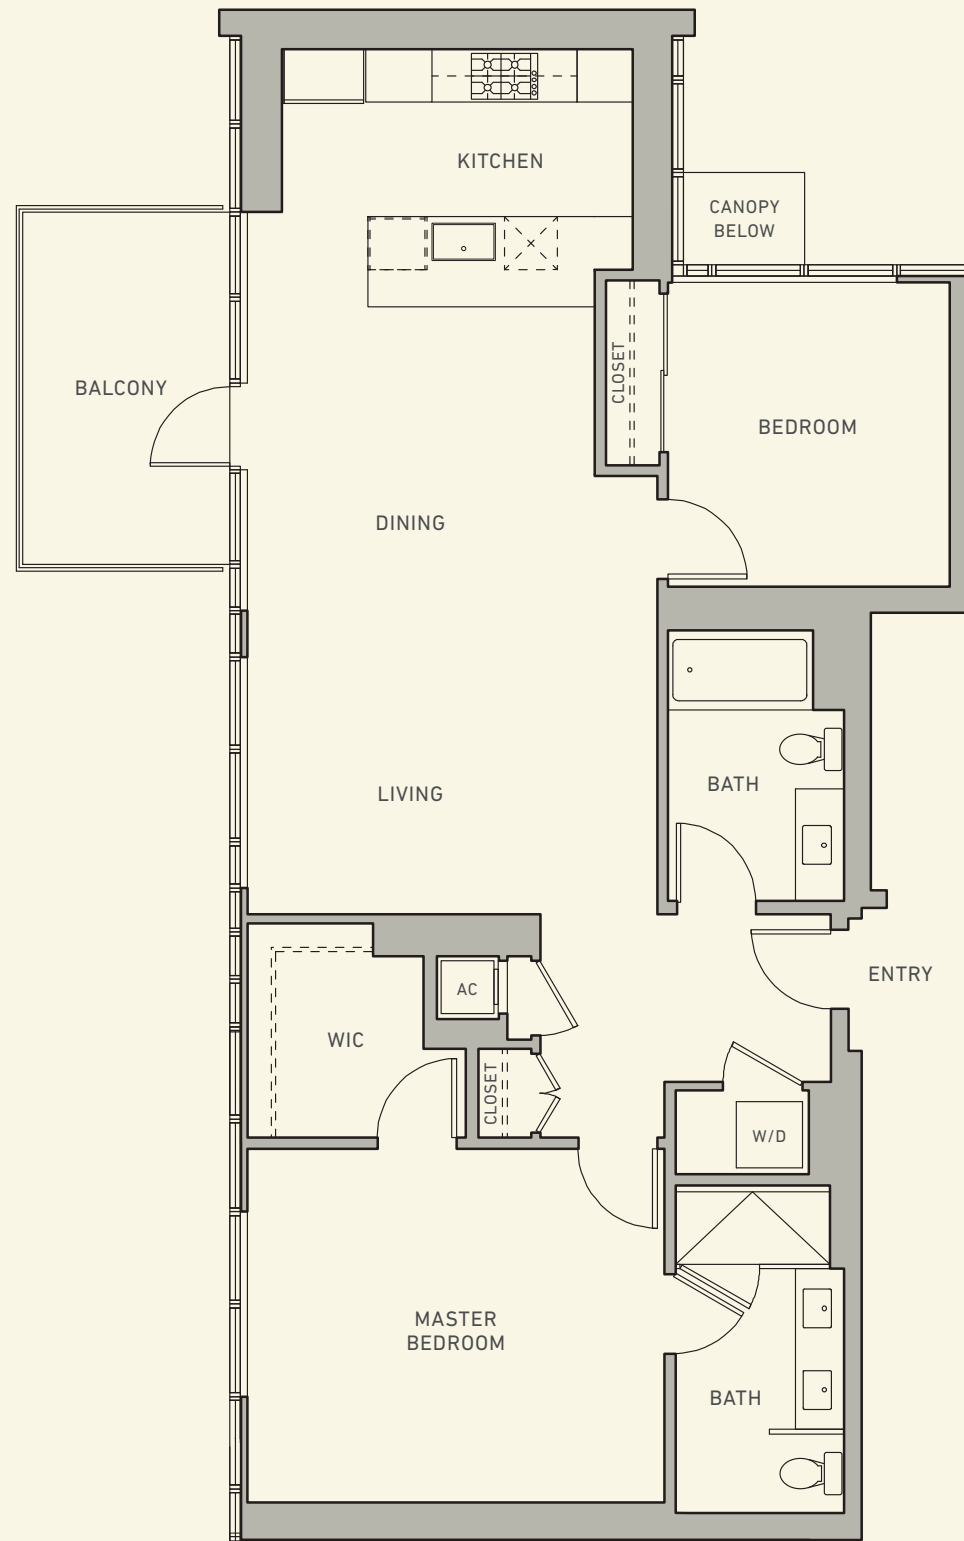 KITCHEN
CANOPY
BELOW
CLOSET
BALCONY
BEDROOM
DINING
BATH
LIVING
ENTRY
AC
WIC
CLOSET
W/D
MASTER
BEDROOM
BATH